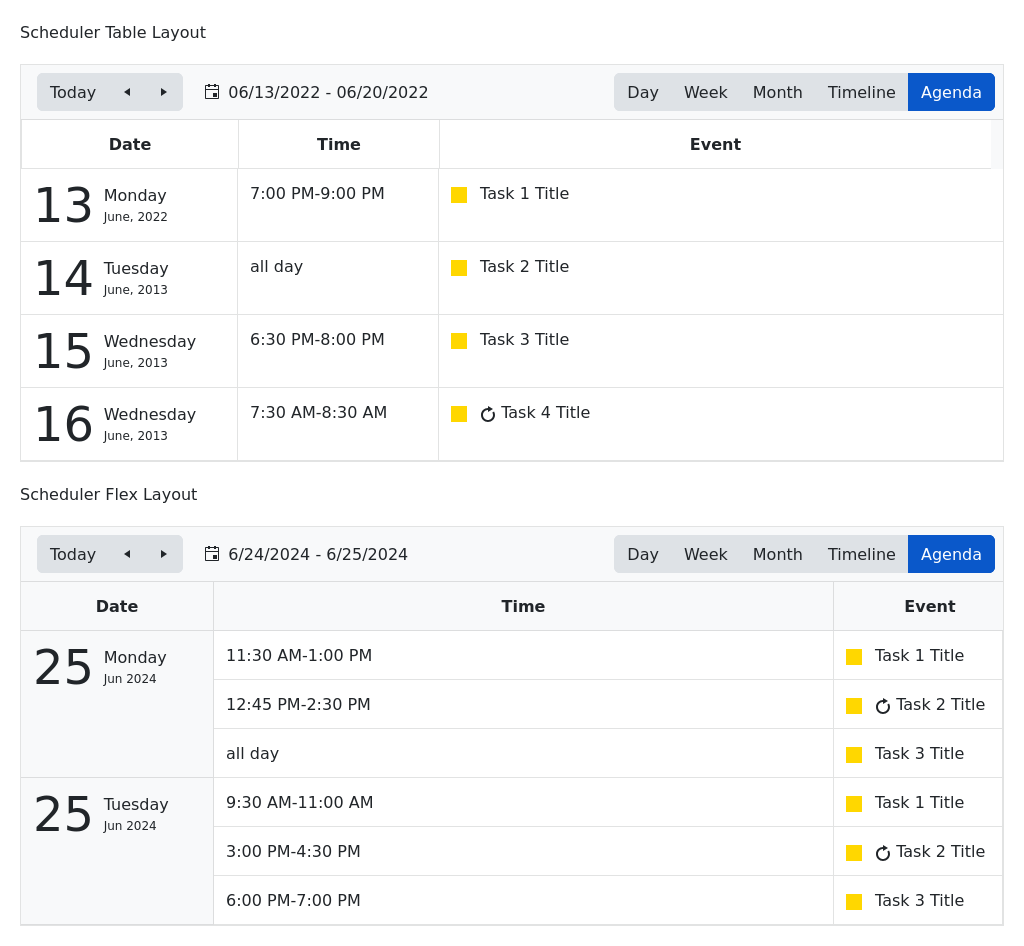 Scheduler Table Layout
Today 06/13/2022 - 06/20/2022 Day Week Month Timeline Agenda
Date Time Event
13 Monday 7:00 PM-9:00 PM Task 1 Title
June, 2022
14 Tuesday all day Task 2 Title
June, 2013
15 Wednesday 6:30 PM-8:00 PM Task 3 Title
June, 2013
16 Wednesday 7:30 AM-8:30 AM Task 4 Title
June, 2013
Scheduler Flex Layout
Today 6/24/2024 - 6/25/2024 Day Week Month Timeline Agenda
Date Time Event
25 Monday 11:30 AM-1:00 PM Task 1 Title
Jun 2024
12:45 PM-2:30 PM Task 2 Title
all day Task 3 Title
25 Tuesday 9:30 AM-11:00 AM Task 1 Title
Jun 2024
3:00 PM-4:30 PM Task 2 Title
6:00 PM-7:00 PM Task 3 Title